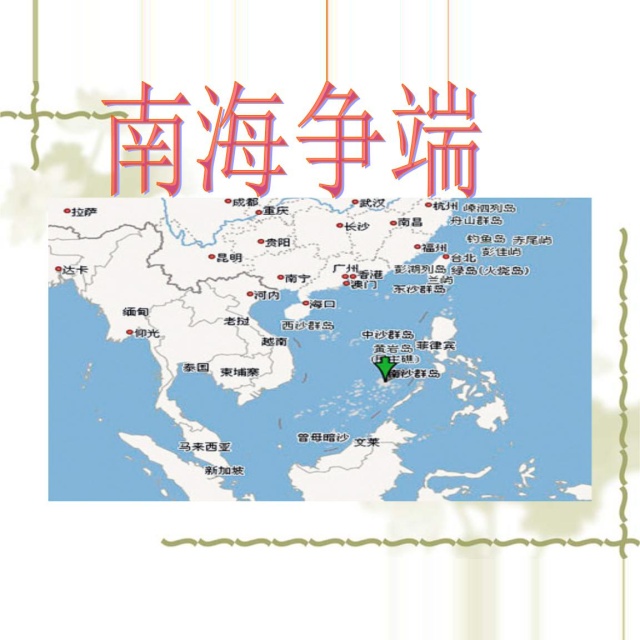 南海争端
成都
武汉
杭州
嵊泗列岛
拉萨
重庆
舟山群岛
长沙
南昌
贵阳
钓鱼岛
赤尾屿
福州
彭佳屿
昆明
台北
达卡
广州
香港
彭湖列岛
绿岛(火烧岛)
南宁
澳门
兰屿
东沙群岛
河内
海口
缅甸
老挝
西沙群岛
仰光
中沙群岛
越南
黄岩岛
菲律宾
泰国
柬埔寨
南沙群岛
曾母暗沙
文莱
马来西亚
新加坡